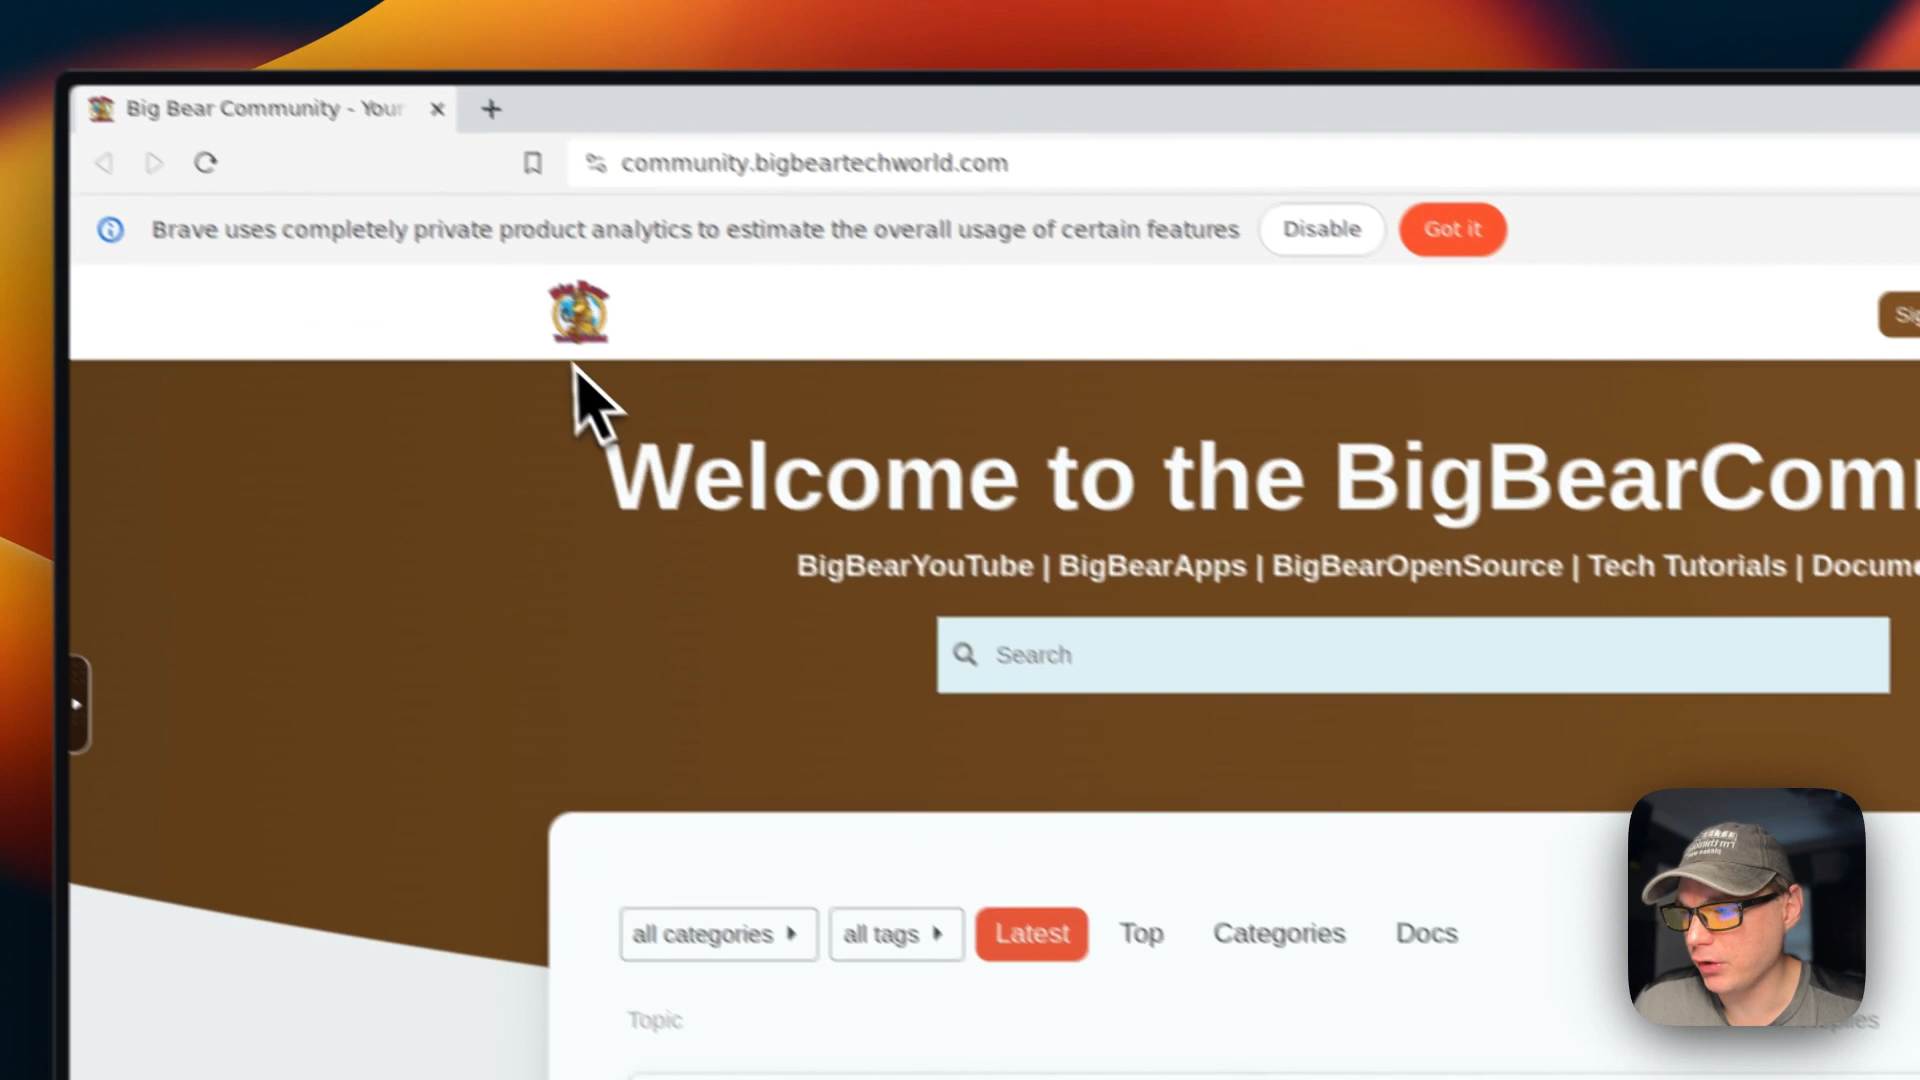 Big Bear Community - Your
community.bigbeartechworld.com
Brave uses completely private product analytics to estimate the overall usage of certain features
Disable
Got it
Welcome to the BigBearComm
BigBearYouTube | BigBearApps | BigBearOpenSource | Tech Tutorials | Docume
Search
all categories
all tags
Latest
Top
Categories
Docs
Topic